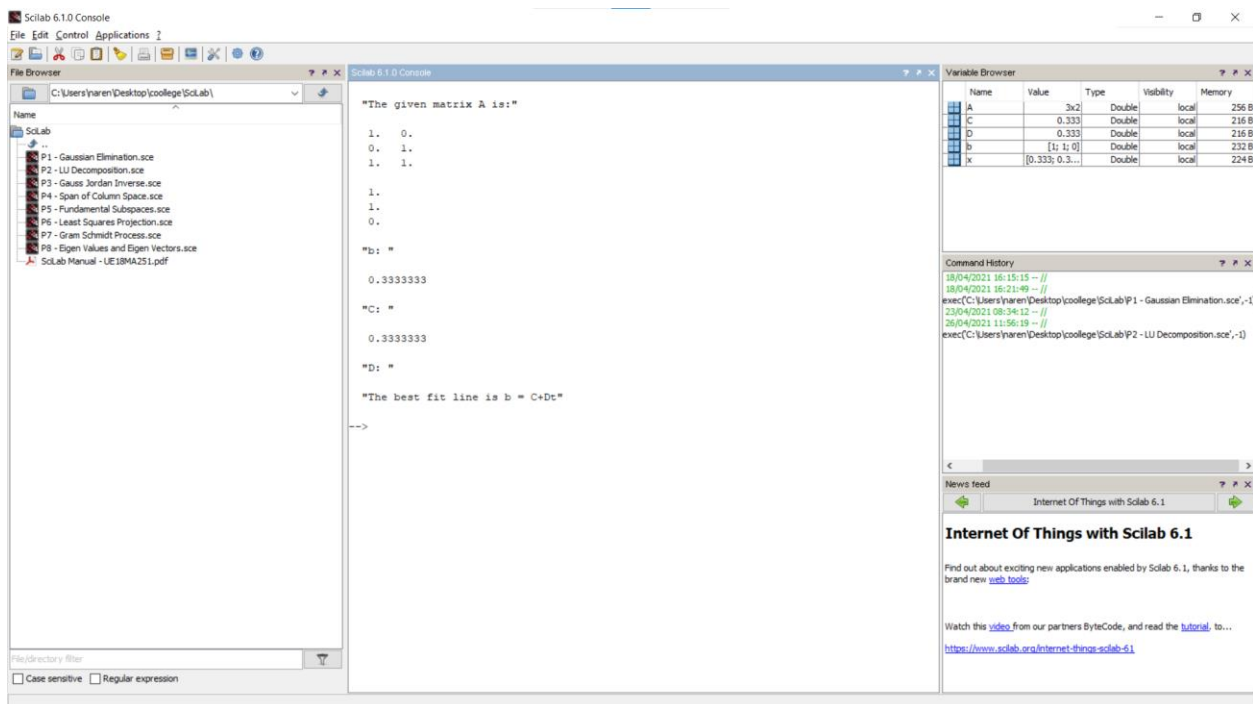 Scilab 6.1.0 Console
File Edit Control Applications ?
File Browser
C:\Users\naren\Desktop\coollege\SciLab\
Name
SciLab
..
P1 - Gaussian Elimination.sce
P2 - LU Decomposition.sce
P3 - Gauss Jordan Inverse.sce
P4 - Span of Column Space.sce
P5 - Fundamental Subspaces.sce
P6 - Least Squares Projection.sce
P7 - Gram Schmidt Process.sce
P8 - Eigen Values and Eigen Vectors.sce
SciLab Manual - UE18MA251.pdf
File/directory filter
Case sensitive Regular expression
Scilab 6.1.0 Console
"The given matrix A is:"
1. 0.
0. 1.
1. 1.
1.
1.
0.
"b: "
0.3333333
"C: "
0.3333333
"D: "
"The best fit line is b = C+Dt"
-->
Variable Browser
Name Value Type Visibility Memory
A 3x2 Double local 256 B
C 0.333 Double local 216 B
D 0.333 Double local 216 B
b [1; 1; 0] Double local 232 B
x [0.333; 0.3... Double local 224 B
Command History
18/04/2021 16:15:15 -- //
18/04/2021 16:21:49 -- //
exec('C:\Users\naren\Desktop\coollege\SciLab\P1 - Gaussian Elimination.sce',-1)
23/04/2021 08:34:12 -- //
26/04/2021 11:56:19 -- //
exec('C:\Users\naren\Desktop\coollege\SciLab\P2 - LU Decomposition.sce',-1)
News feed
Internet Of Things with Scilab 6.1
Internet Of Things with Scilab 6.1
Find out about exciting new applications enabled by Scilab 6.1, thanks to the
brand new web tools:
Watch this video from our partners ByteCode, and read the tutorial, to...
https://www.scilab.org/internet-things-scilab-61